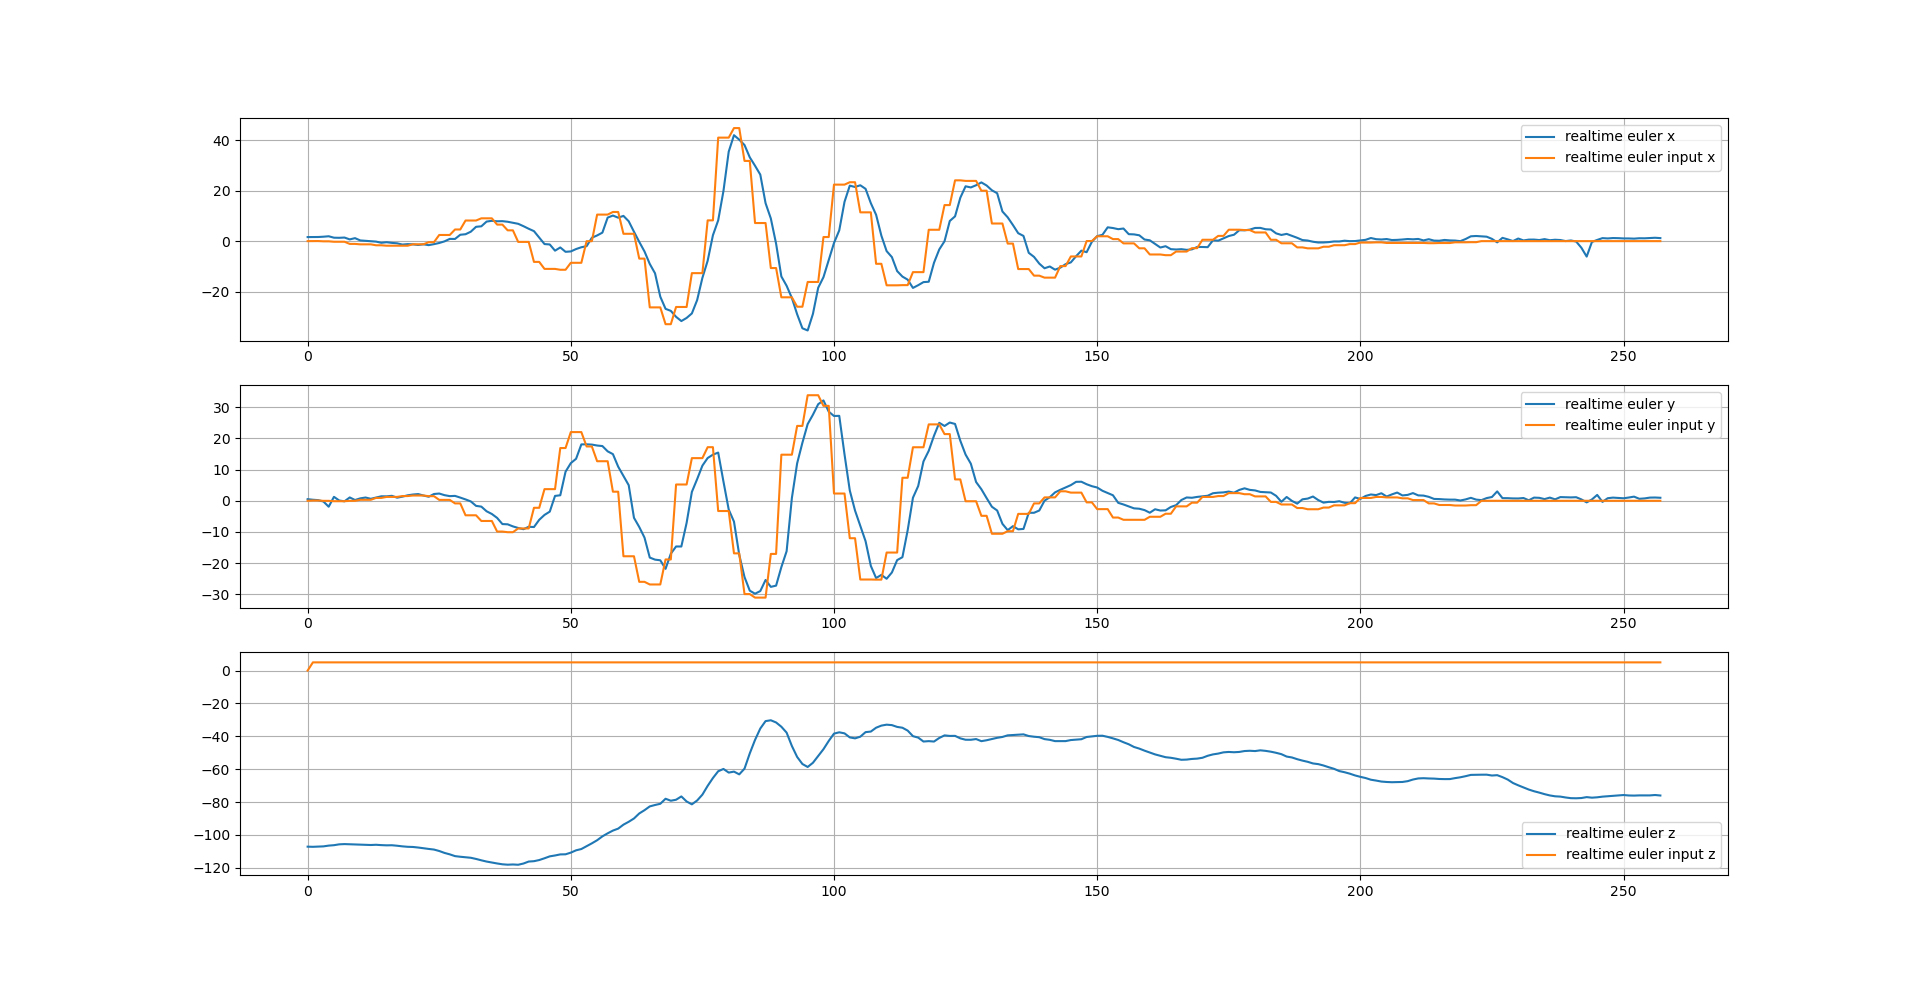 40
20
0
−20
realtime euler x
realtime euler input x
0 50 100 150 200 250
30
20
10
0
−10
−20
−30
realtime euler y
realtime euler input y
0 50 100 150 200 250
0
−20
−40
−60
−80
−100
−120
realtime euler z
realtime euler input z
0 50 100 150 200 250